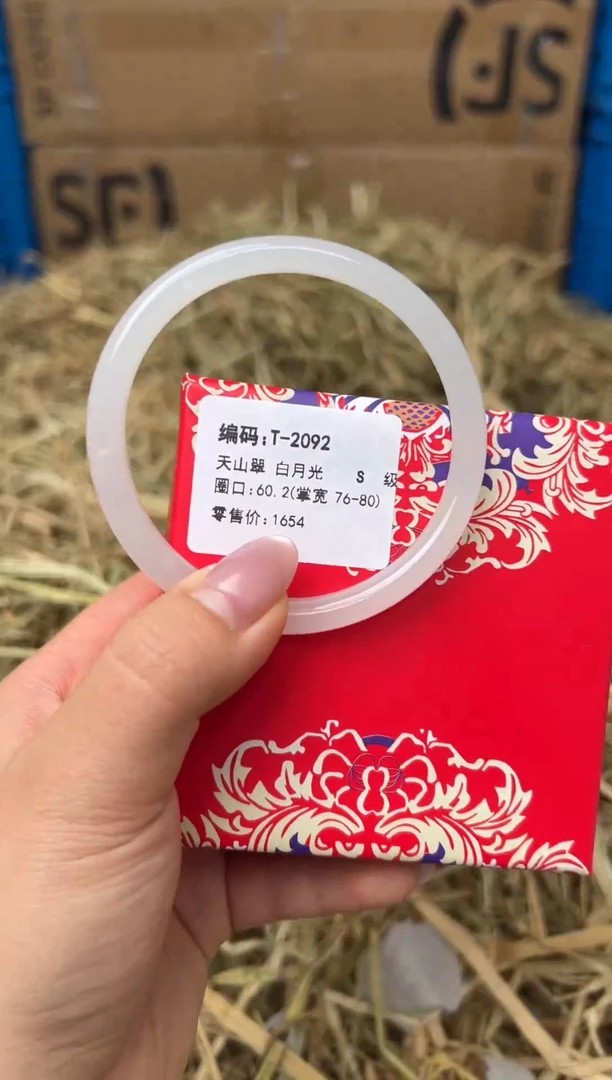 SF
SF
编码:T-2092
天山翠 白月光 S 级
圈口:60.2(掌宽 76-80)
零售价:1654